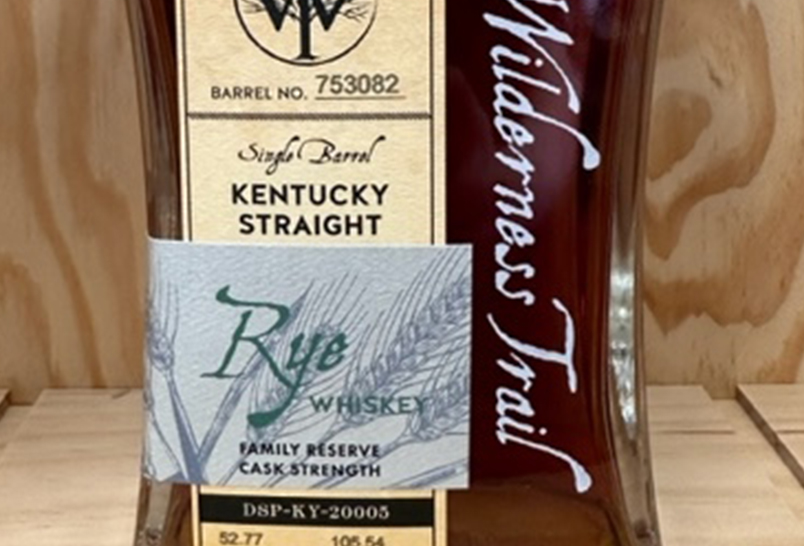 BARREL NO. 753082
Single Barrel
KENTUCKY
STRAIGHT
Rye
WHISKEY
FAMILY RESERVE
CASK STRENGTH
DSP-KY-20005
52.77 105.54
Wilderness Trail